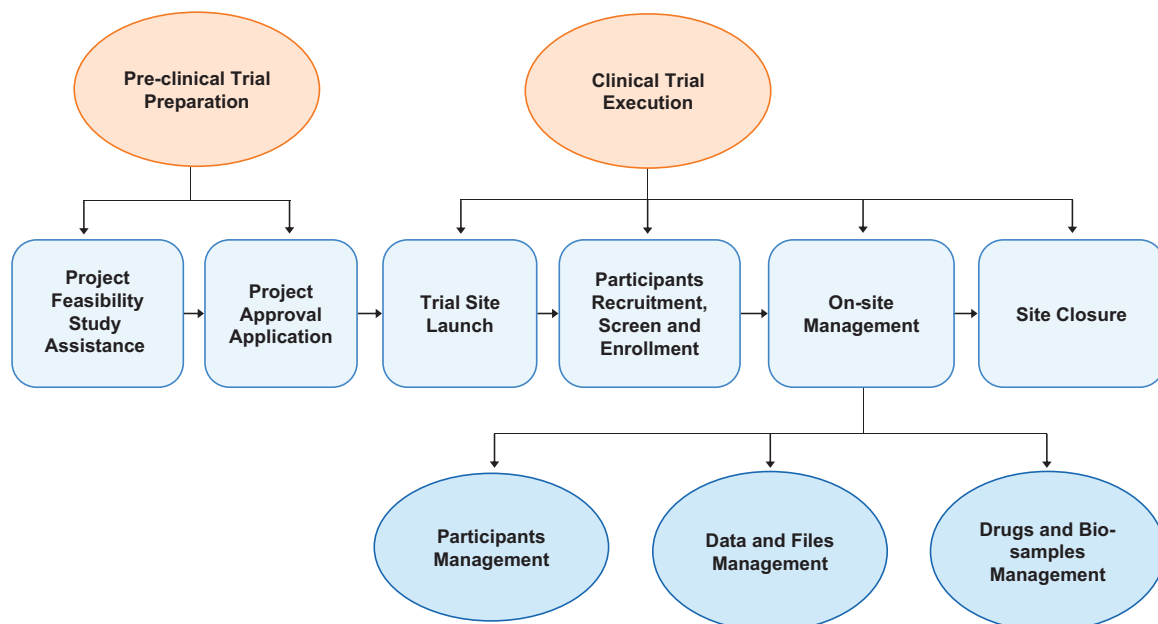 Pre-clinical Trial
Preparation
Clinical Trial
Execution
Project
Feasibility
Study
Assistance
Project
Approval
Application
Trial Site
Launch
Participants
Recruitment,
Screen and
Enrollment
On-site
Management
Site Closure
Participants
Management
Data and Files
Management
Drugs and Bio-
samples
Management